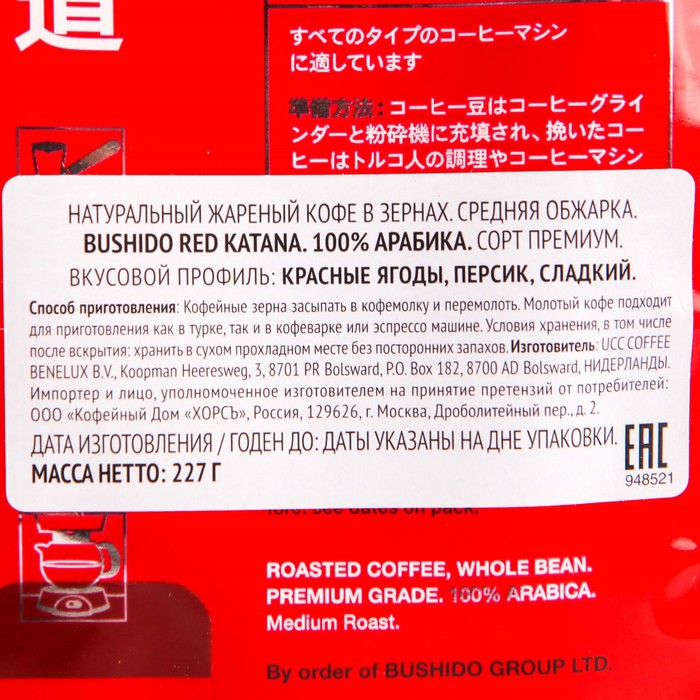 道
すべてのタイプのコーヒーマシン
に適しています
準備方法: コーヒー豆はコーヒーグライ
ンダーと粉砕機に充填され、挽いたコー
ヒーはトルコ人の調理やコーヒーマシン
НАТУРАЛЬНЫЙ ЖАРЕНЫЙ КОФЕ В ЗЕРНАХ. СРЕДНЯЯ ОБЖАРКА.
BUSHIDO RED KATANA. 100% АРАБИКА. СОРТ ПРЕМИУМ.
ВКУСОВОЙ ПРОФИЛЬ: КРАСНЫЕ ЯГОДЫ, ПЕРСИК, СЛАДКИЙ.
Способ приготовления: Кофейные зерна засыпать в кофемолку и перемолоть. Молотый кофе подходит
для приготовления как в турке, так и в кофеварке или эспрессо машине. Условия хранения, в том числе
после вскрытия: хранить в сухом прохладном месте без посторонних запахов. Изготовитель: UCC COFFEE
BENELUX B.V., Koopman Heeresweg, 3, 8701 PR Bolsward, P.O. Box 182, 8700 AD Bolsward, НИДЕРЛАНДЫ.
Импортер и лицо, уполномоченное изготовителем на принятие претензий от потребителей:
ООО «Кофейный Дом «ХОРСЪ», Россия, 129626, г. Москва, Дроболитейный пер., д. 2.
ДАТА ИЗГОТОВЛЕНИЯ / ГОДЕН ДО: ДАТЫ УКАЗАНЫ НА ДНЕ УПАКОВКИ.
МАССА НЕТТО: 227 Г
EAC
948521
fore: see dates on pack.
ROASTED COFFEE, WHOLE BEAN.
PREMIUM GRADE. 100% ARABICA.
Medium Roast.
By order of BUSHIDO GROUP LTD.